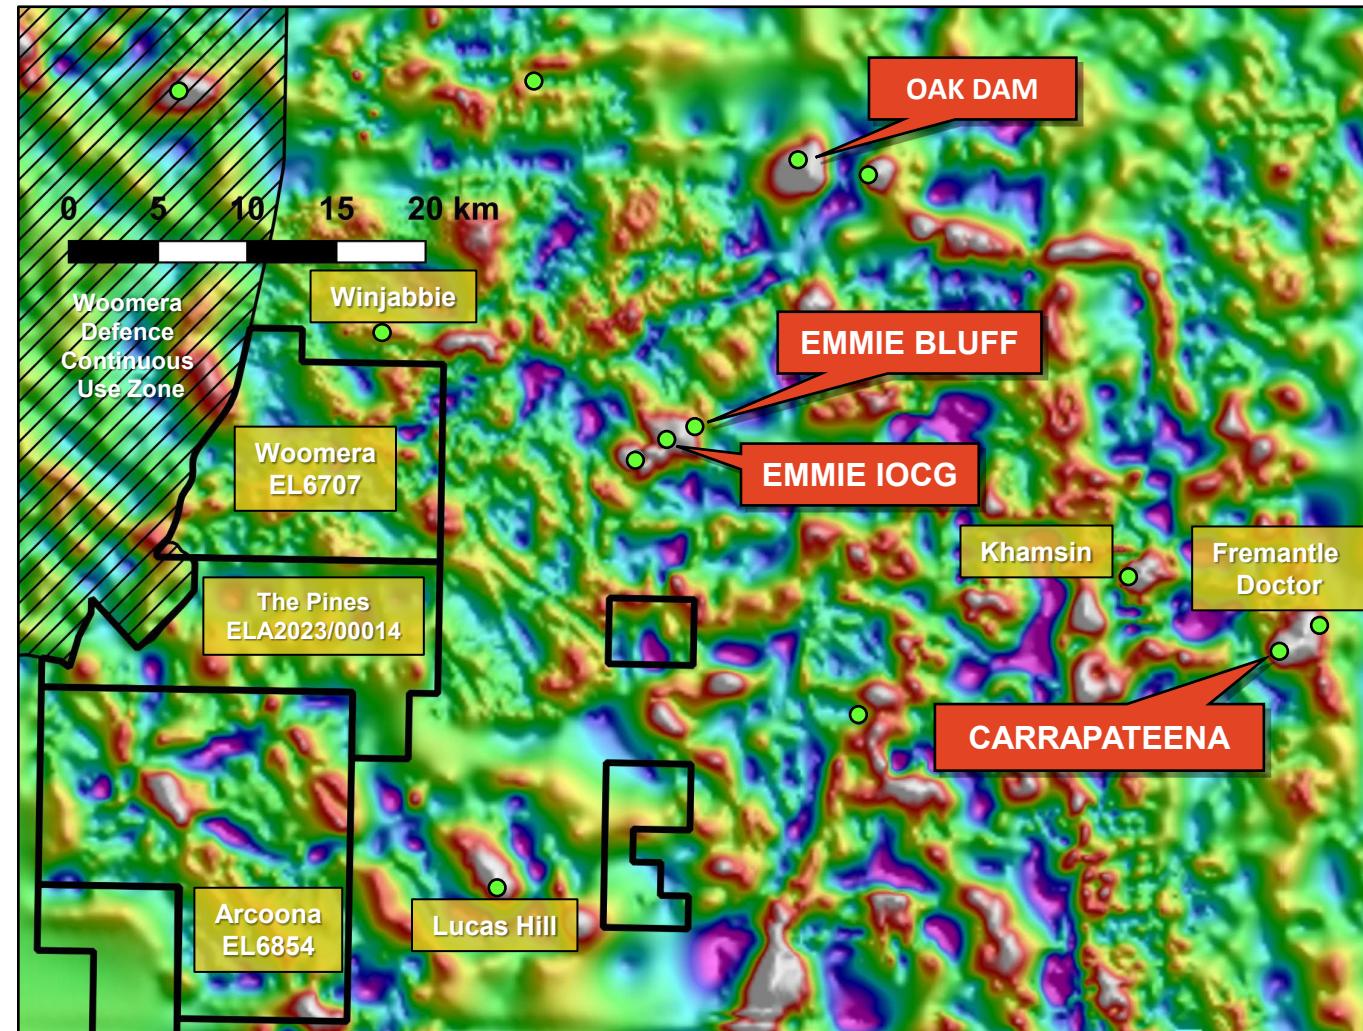 OAK DAM
0 5 10 15 20 km
Woomera
Defence
Continuous
Use Zone
Winjabbie
EMMIE BLUFF
Woomera
EL6707
EMMIE IOCG
Khamsin
Fremantle
Doctor
The Pines
ELA2023/00014
CARRAPATEENA
Arcoona
EL6854
Lucas Hill